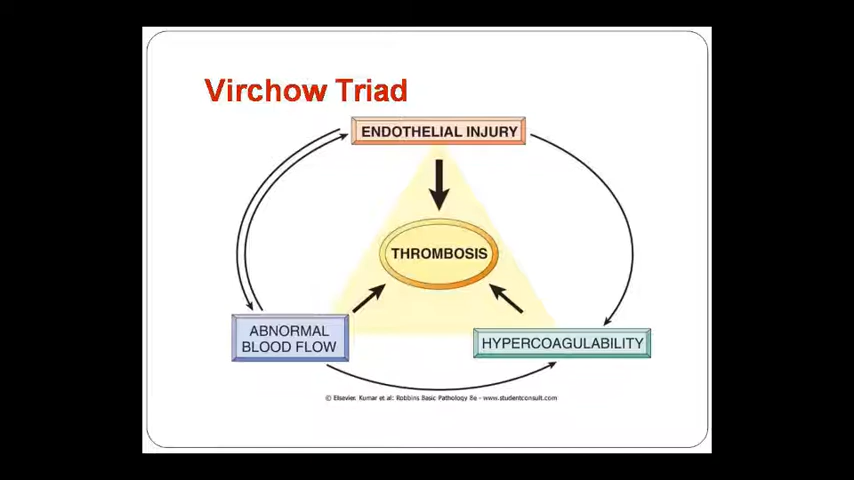 Virchow Triad
ENDOTHELIAL INJURY
THROMBOSIS
ABNORMAL
BLOOD FLOW
HYPERCOAGULABILITY
© Elsevier. Kumar et al: Robbins Basic Pathology 8e - www.studentconsult.com